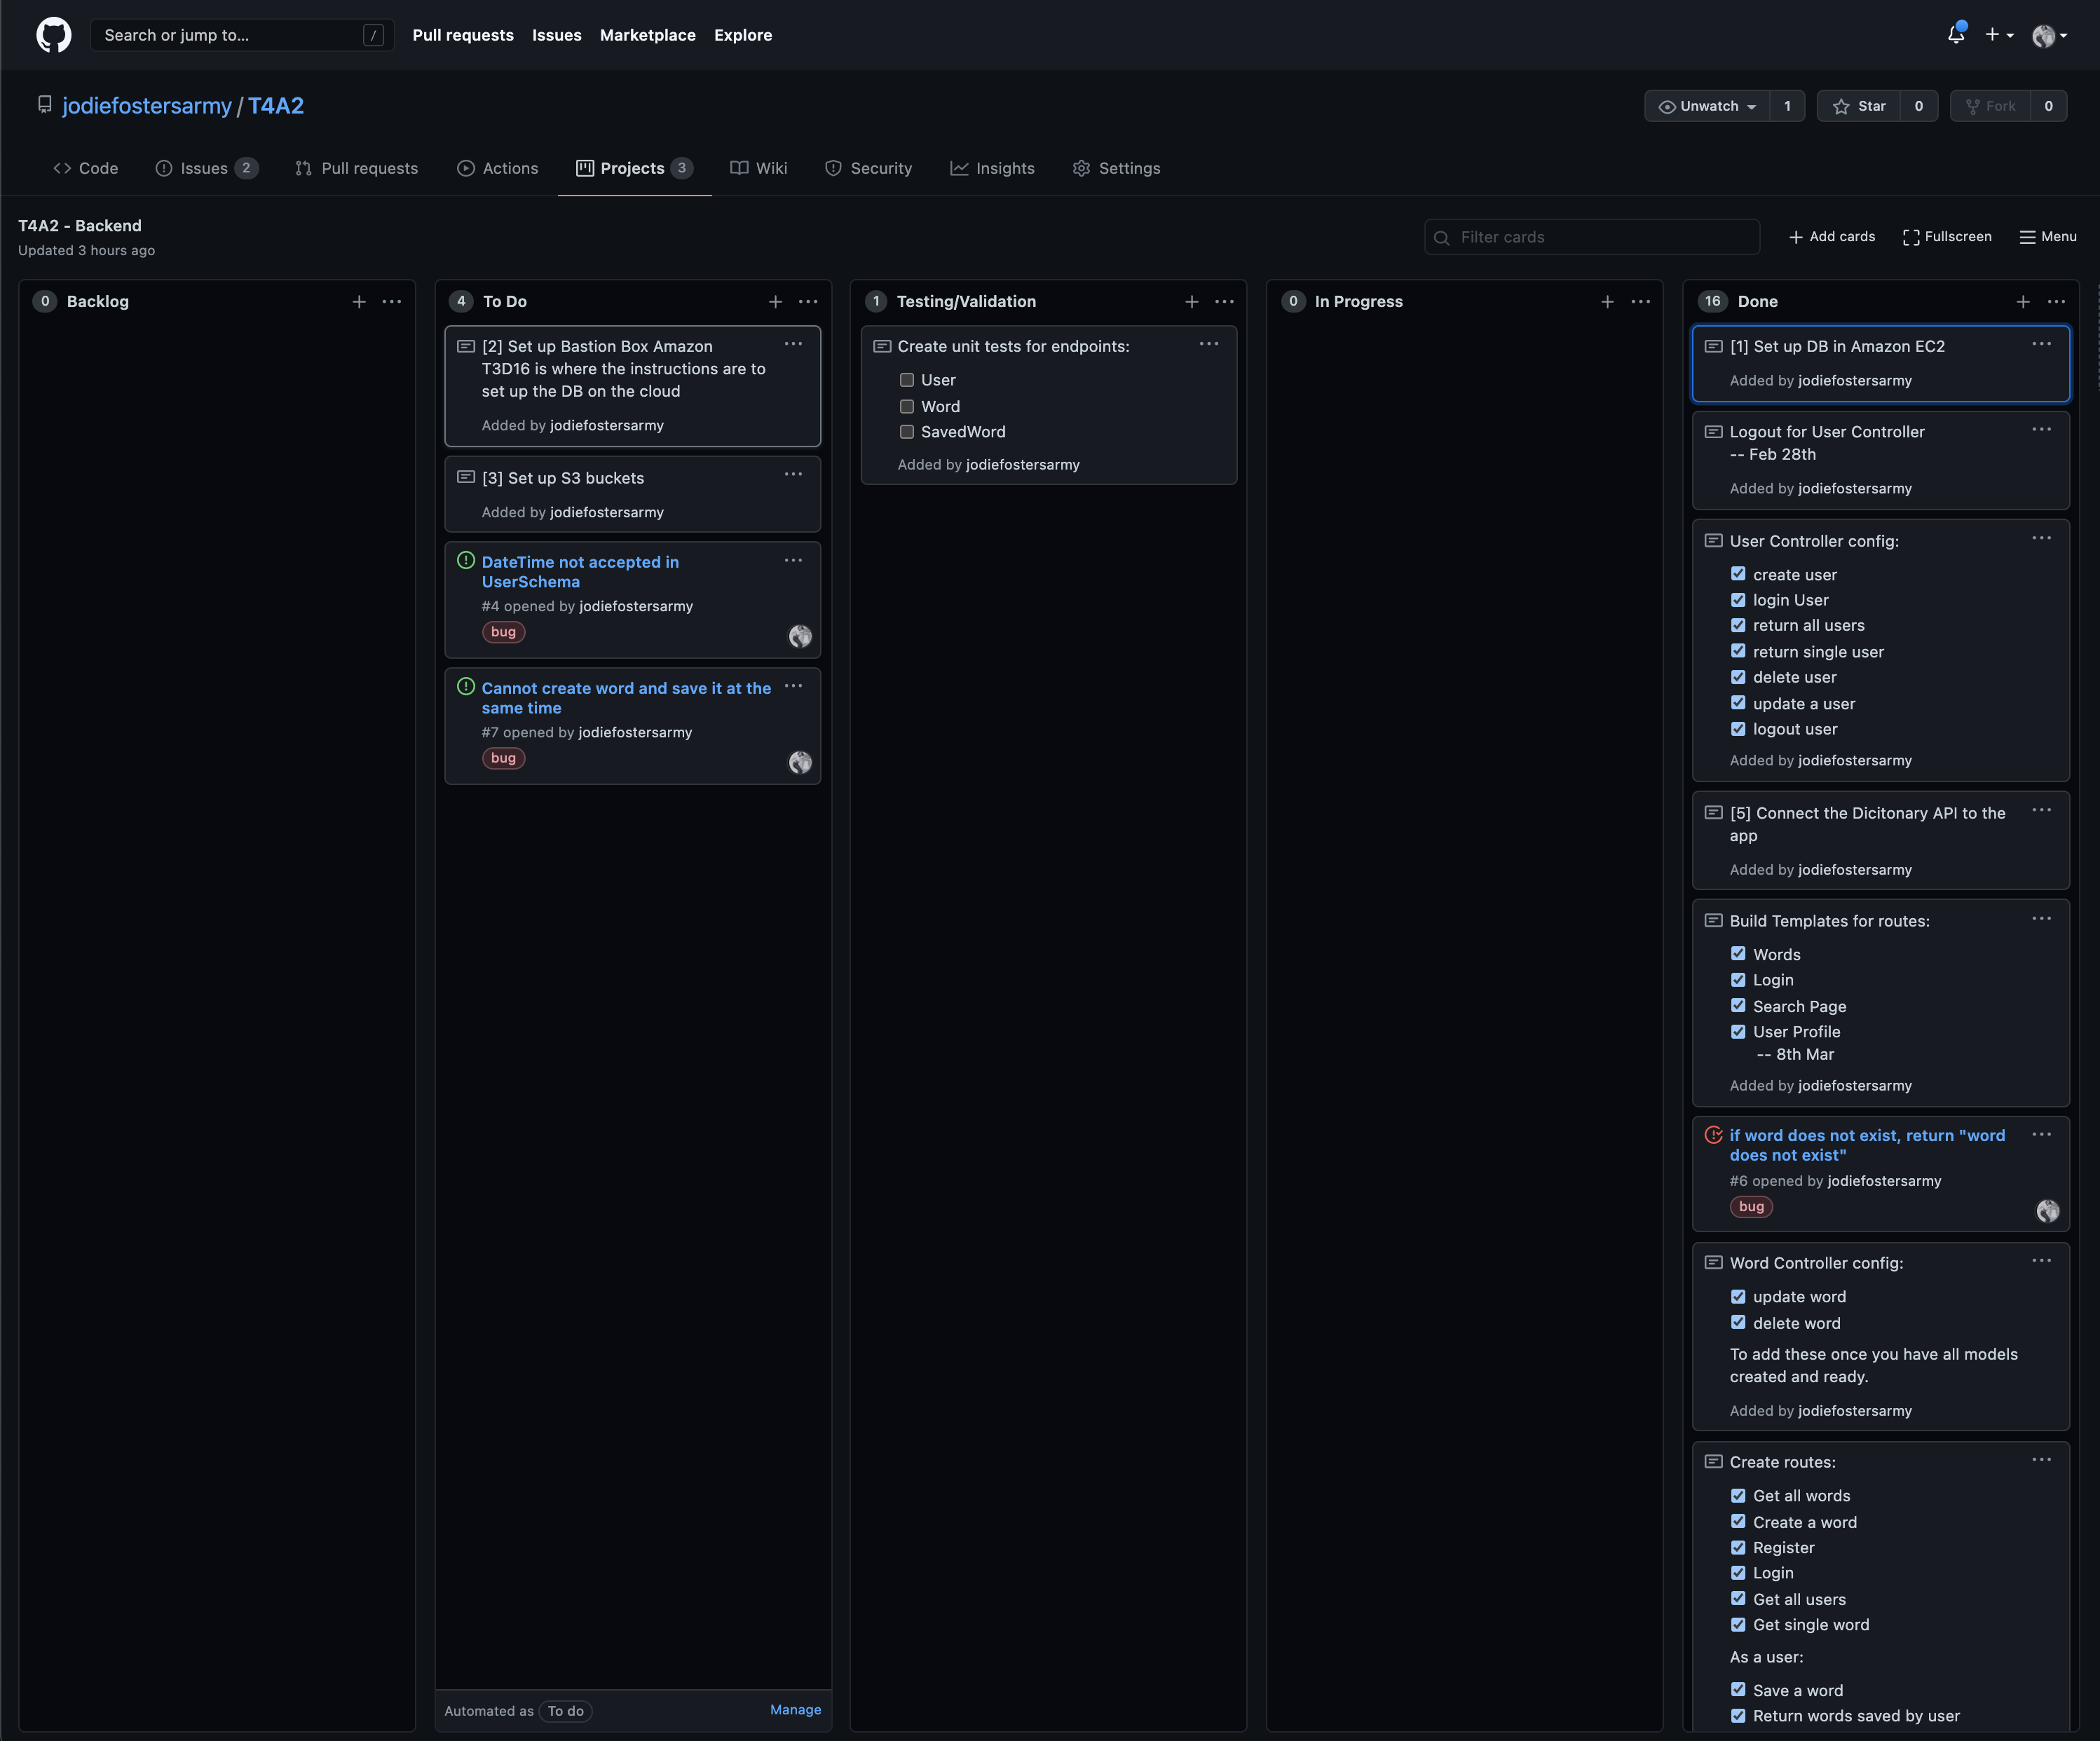 Search or jump to... /
Pull requests Issues Marketplace Explore
jodiefostersarmy / T4A2
Unwatch 1 Star 0 Fork 0
Code Issues 2 Pull requests Actions Projects 3 Wiki Security Insights Settings
T4A2 - Backend
Updated 3 hours ago
Filter cards
Add cards Fullscreen Menu
0 Backlog
4 To Do
[2] Set up Bastion Box Amazon
T3D16 is where the instructions are to
set up the DB on the cloud
Added by jodiefostersarmy
[3] Set up S3 buckets
Added by jodiefostersarmy
DateTime not accepted in
UserSchema
#4 opened by jodiefostersarmy
bug
Cannot create word and save it at the
same time
#7 opened by jodiefostersarmy
bug
Automated as To do Manage
1 Testing/Validation
Create unit tests for endpoints:
User
Word
SavedWord
Added by jodiefostersarmy
0 In Progress
16 Done
[1] Set up DB in Amazon EC2
Added by jodiefostersarmy
Logout for User Controller
-- Feb 28th
Added by jodiefostersarmy
User Controller config:
create user
login User
return all users
return single user
delete user
update a user
logout user
Added by jodiefostersarmy
[5] Connect the Dicitonary API to the
app
Added by jodiefostersarmy
Build Templates for routes:
Words
Login
Search Page
User Profile
-- 8th Mar
Added by jodiefostersarmy
if word does not exist, return "word
does not exist"
#6 opened by jodiefostersarmy
bug
Word Controller config:
update word
delete word
To add these once you have all models
created and ready.
Added by jodiefostersarmy
Create routes:
Get all words
Create a word
Register
Login
Get all users
Get single word
As a user:
Save a word
Return words saved by user